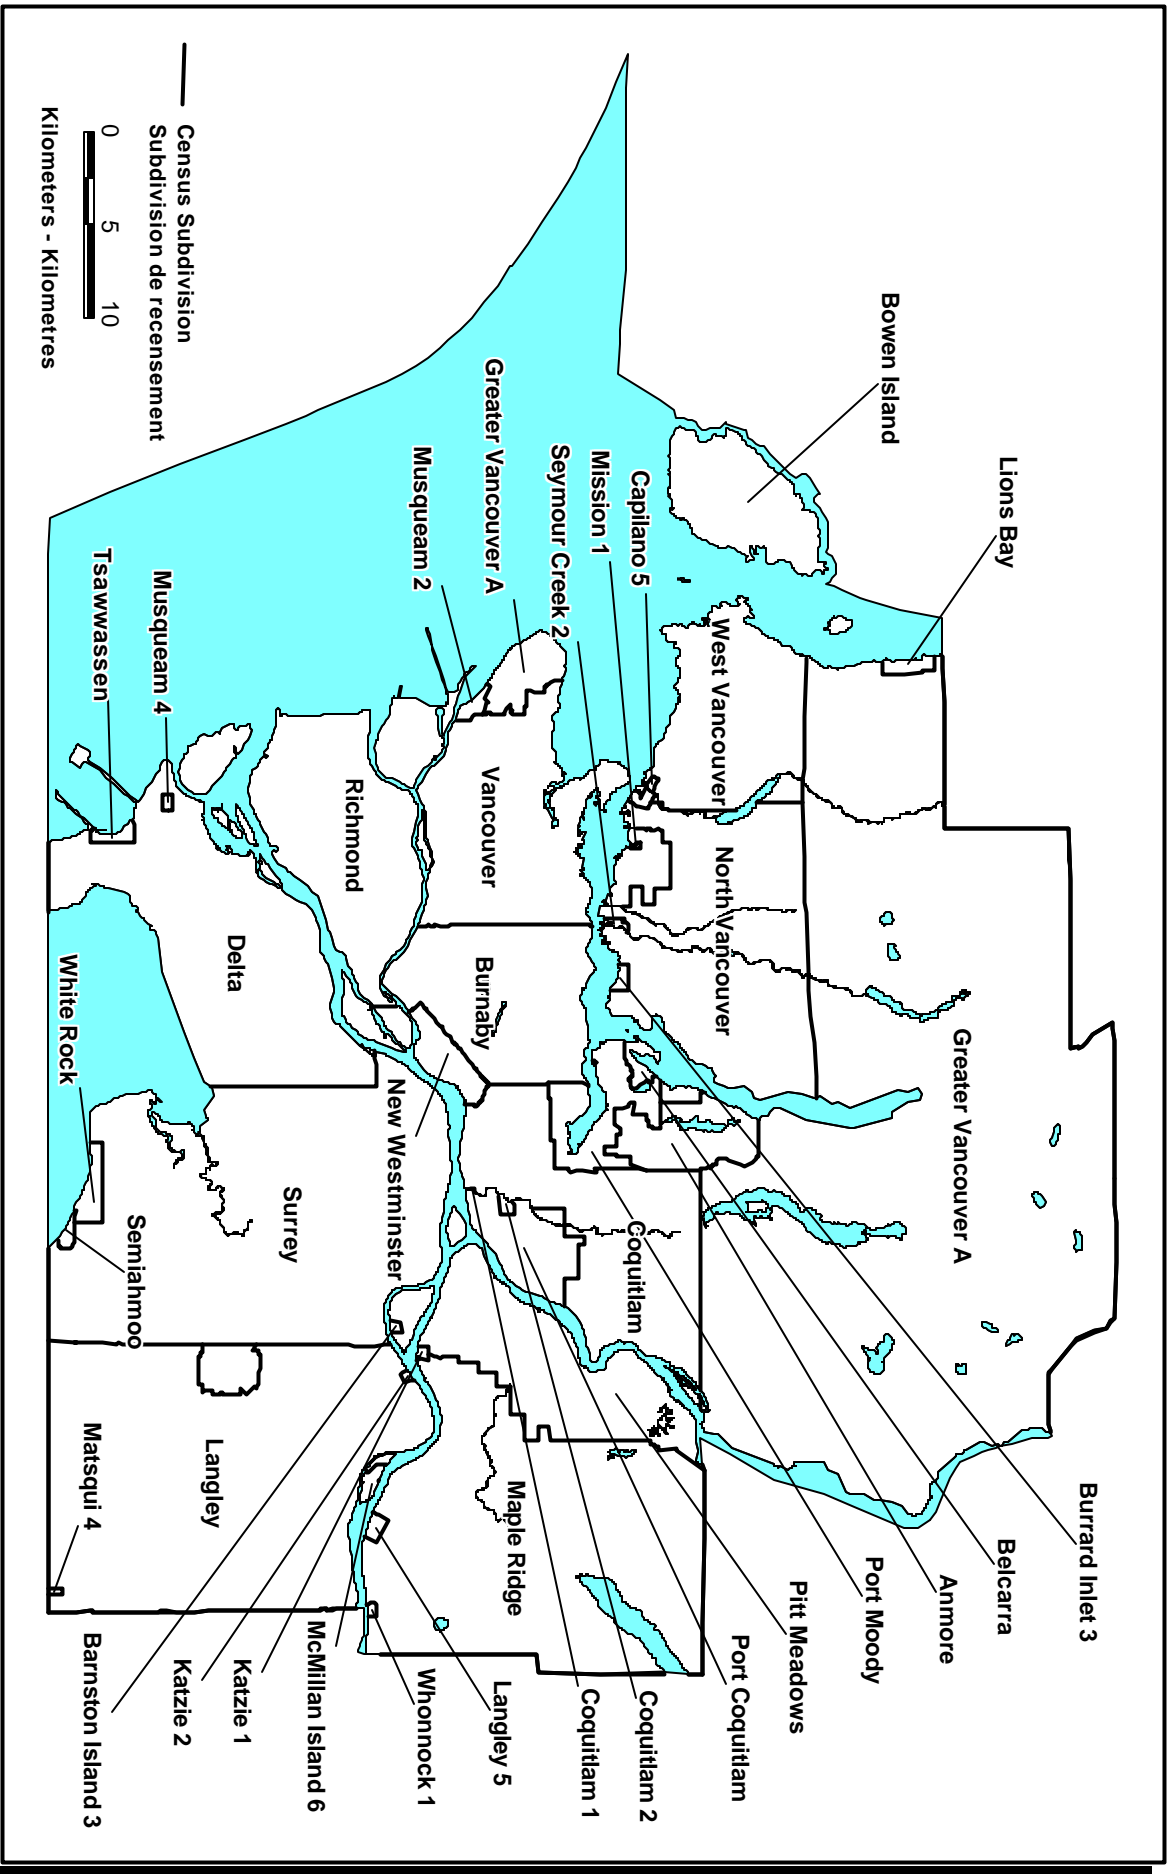 Lions Bay
Bowen Island
Burrard Inlet 3
Belcarra
Anmore
Port Moody
Pitt Meadows
Port Coquitlam
Coquitlam 2
Coquitlam 1
Langley 5
Whonnock 1
McMillan Island 6
Katzie 1
Katzie 2
Barnston Island 3
Greater Vancouver A
West Vancouver
North Vancouver
Coquitlam
Capilano 5
Mission 1
Seymour Creek 2
Greater Vancouver A
Musqueam 2
Vancouver
Burnaby
Maple Ridge
New Westminster
Richmond
Surrey
Delta
Langley
Musqueam 4
Tsawwassen
White Rock
Semiahmoo
Matsqui 4
Census Subdivision
Subdivision de recensement
0 5 10
Kilometers - Kilometres